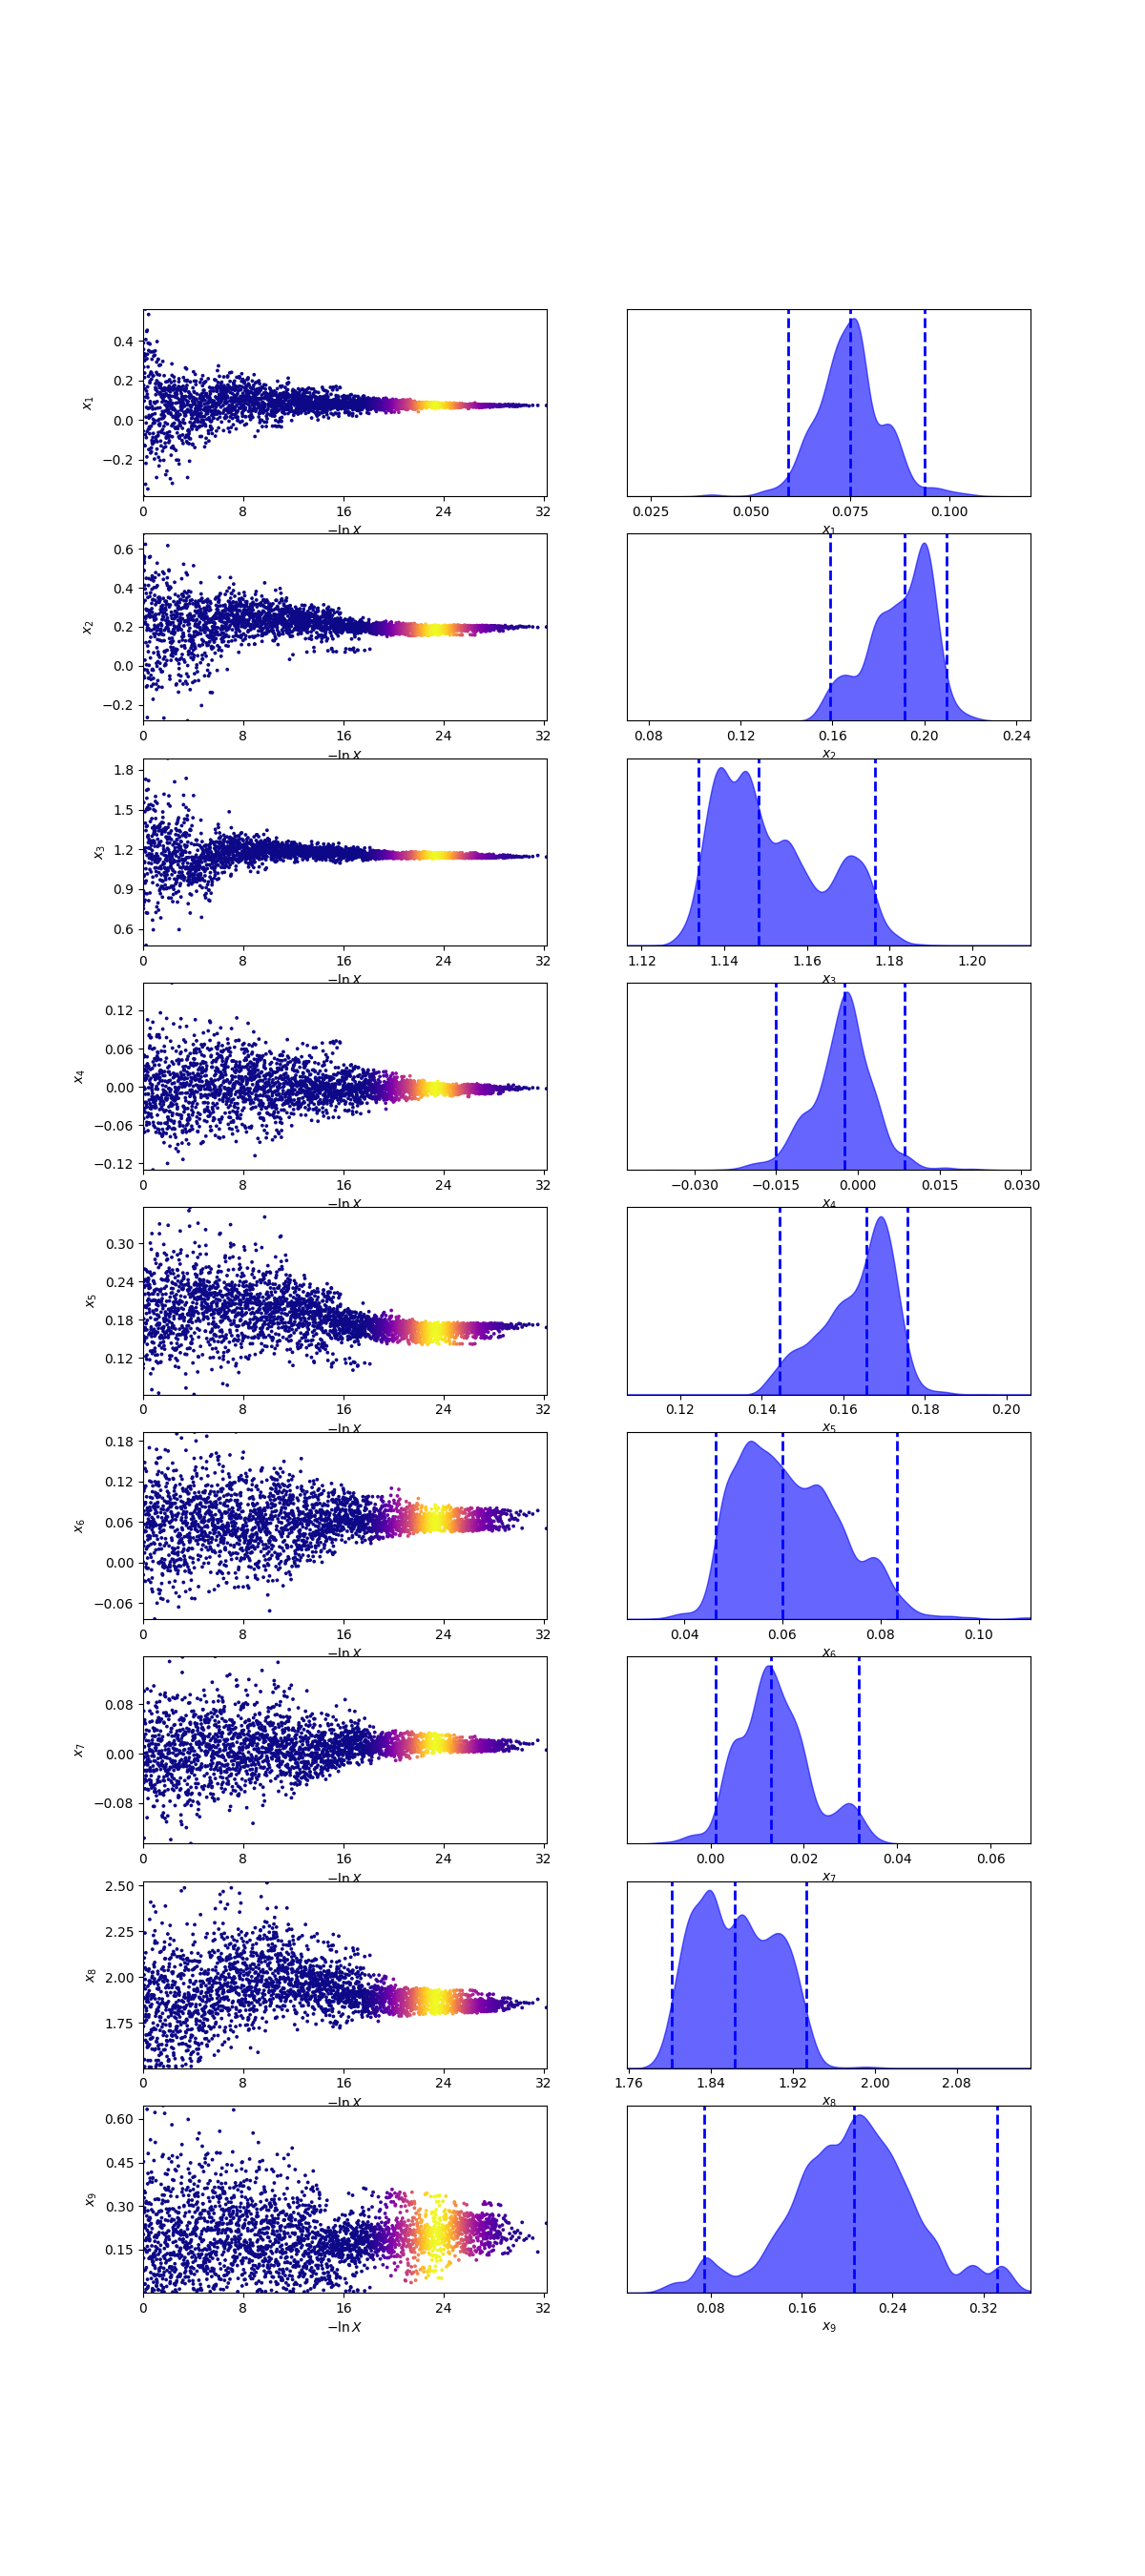 0.4
0.2
0.0
−0.2
x₁
0 8 16 24 32
−ln X
0.025 0.050 0.075 0.100
x₁
0.6
0.4
0.2
0.0
−0.2
x₂
0 8 16 24 32
−ln X
0.08 0.12 0.16 0.20 0.24
x₂
1.8
1.5
1.2
0.9
0.6
x₃
0 8 16 24 32
−ln X
1.12 1.14 1.16 1.18 1.20
x₃
0.12
0.06
0.00
−0.06
−0.12
x₄
0 8 16 24 32
−ln X
−0.030 −0.015 0.000 0.015 0.030
x₄
0.30
0.24
0.18
0.12
x₅
0 8 16 24 32
−ln X
0.12 0.14 0.16 0.18 0.20
x₅
0.18
0.12
0.06
0.00
−0.06
x₆
0 8 16 24 32
−ln X
0.04 0.06 0.08 0.10
x₆
0.08
0.00
−0.08
x₇
0 8 16 24 32
−ln X
0.00 0.02 0.04 0.06
x₇
2.50
2.25
2.00
1.75
x₈
0 8 16 24 32
−ln X
1.76 1.84 1.92 2.00 2.08
x₈
0.60
0.45
0.30
0.15
x₉
0 8 16 24 32
−ln X
0.08 0.16 0.24 0.32
x₉